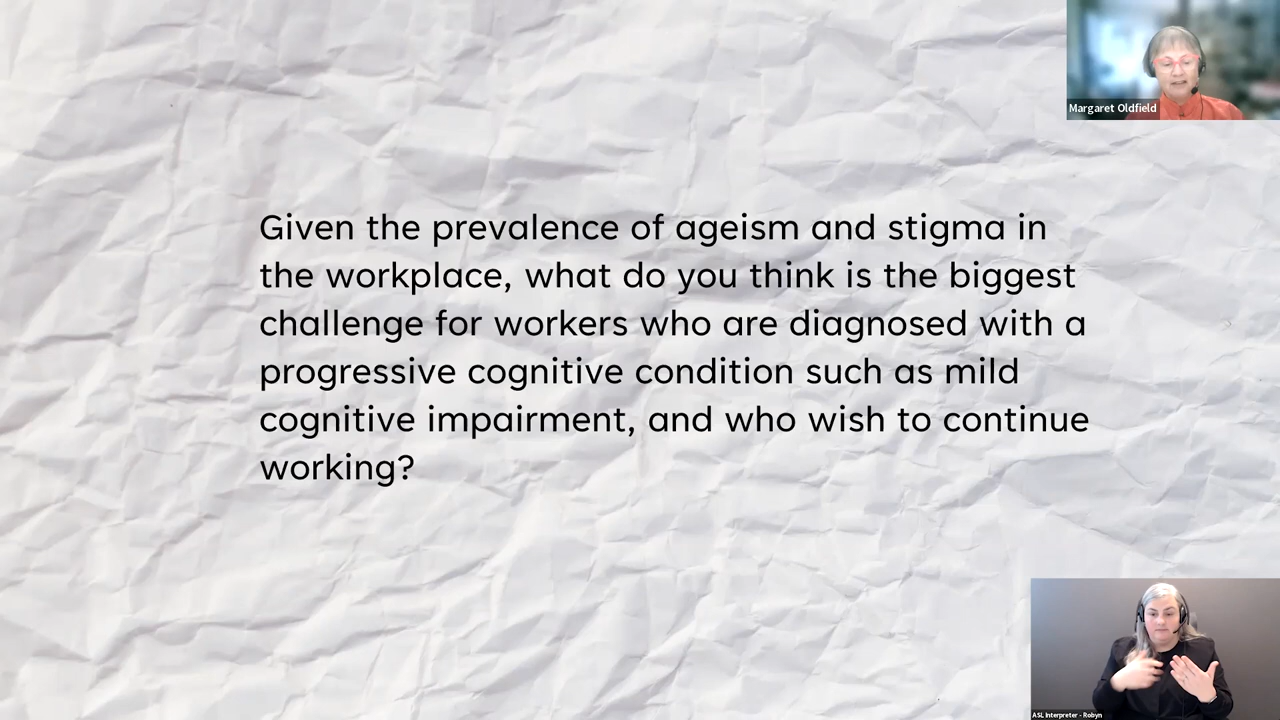 Margaret Oldfield
Given the prevalence of ageism and stigma in
the workplace, what do you think is the biggest
challenge for workers who are diagnosed with a
progressive cognitive condition such as mild
cognitive impairment, and who wish to continue
working?
ASL Interpreter - Robyn